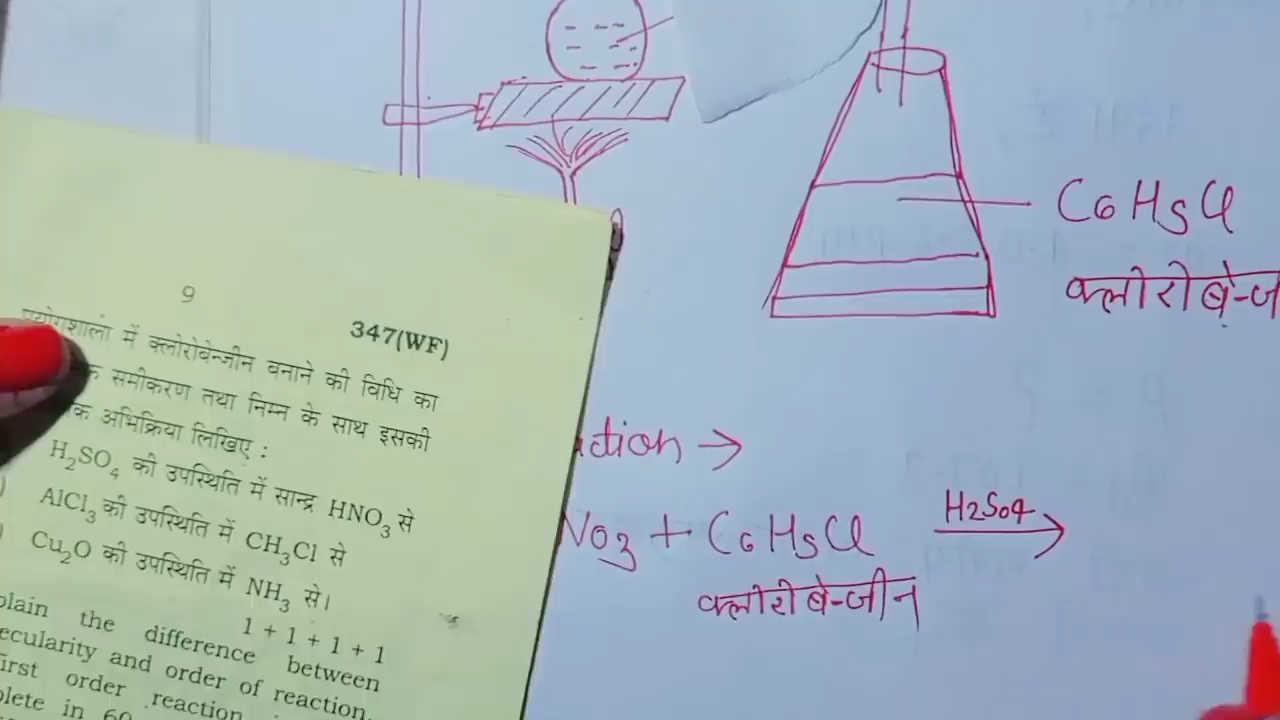 9
347(WF)
प्रयोगशाला में क्लोरोबेन्जीन बनाने की विधि का
समीकरण तथा निम्न के साथ इसकी
अभिक्रिया लिखिए :
H₂SO₄ की उपस्थिति में सान्द्र HNO₃ से
AlCl₃ की उपस्थिति में CH₃Cl से
Cu₂O की उपस्थिति में NH₃ से।
1 + 1 + 1 + 1
plain the difference between
ecularity and order of reaction.
irst order reaction
plete in 60
C6H5Cl
क्लोरोबे-ज
ction →
NO3 + C6H5Cl H2SO4 →
क्लोरोबे-जीन